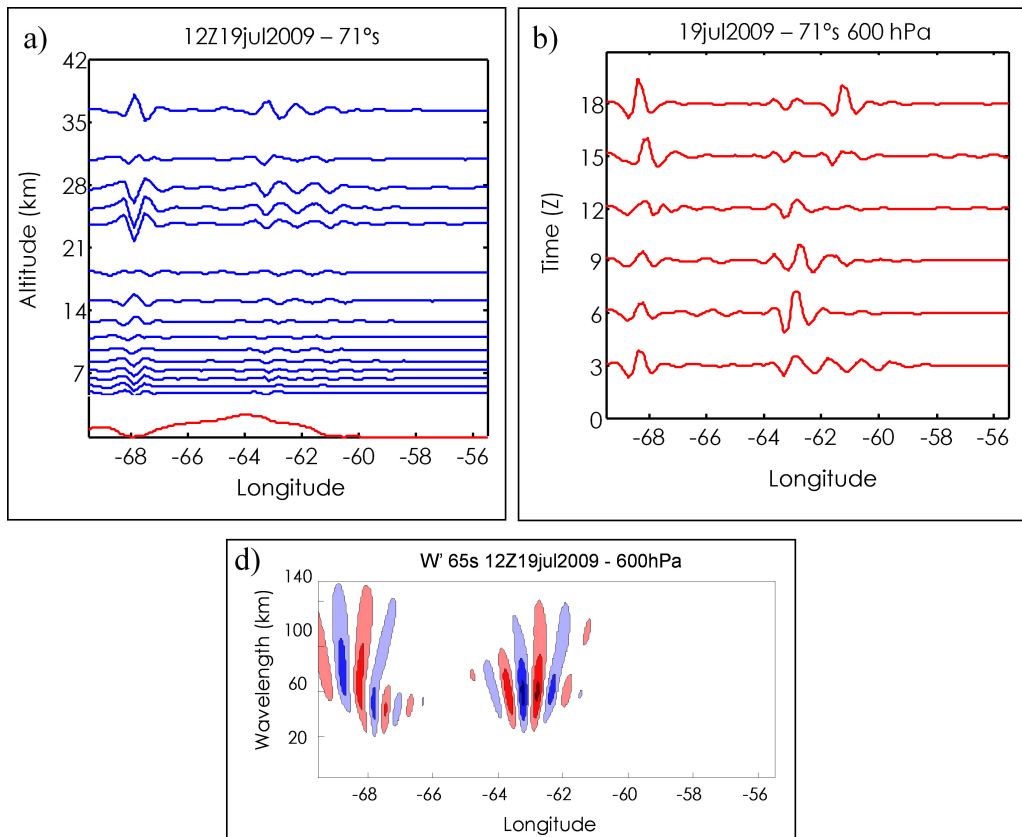 a)
12Z19jul2009 – 71°s
42
35
28
21
14
7
Altitude (km)
-68 -66 -64 -62 -60 -58 -56
Longitude
b)
19jul2009 – 71°s 600 hPa
18
15
12
9
6
3
0
Time (Z)
-68 -66 -64 -62 -60 -58 -56
Longitude
d)
W' 65s 12Z19jul2009 - 600hPa
140
100
60
20
Wavelength (km)
-68 -66 -64 -62 -60 -58 -56
Longitude